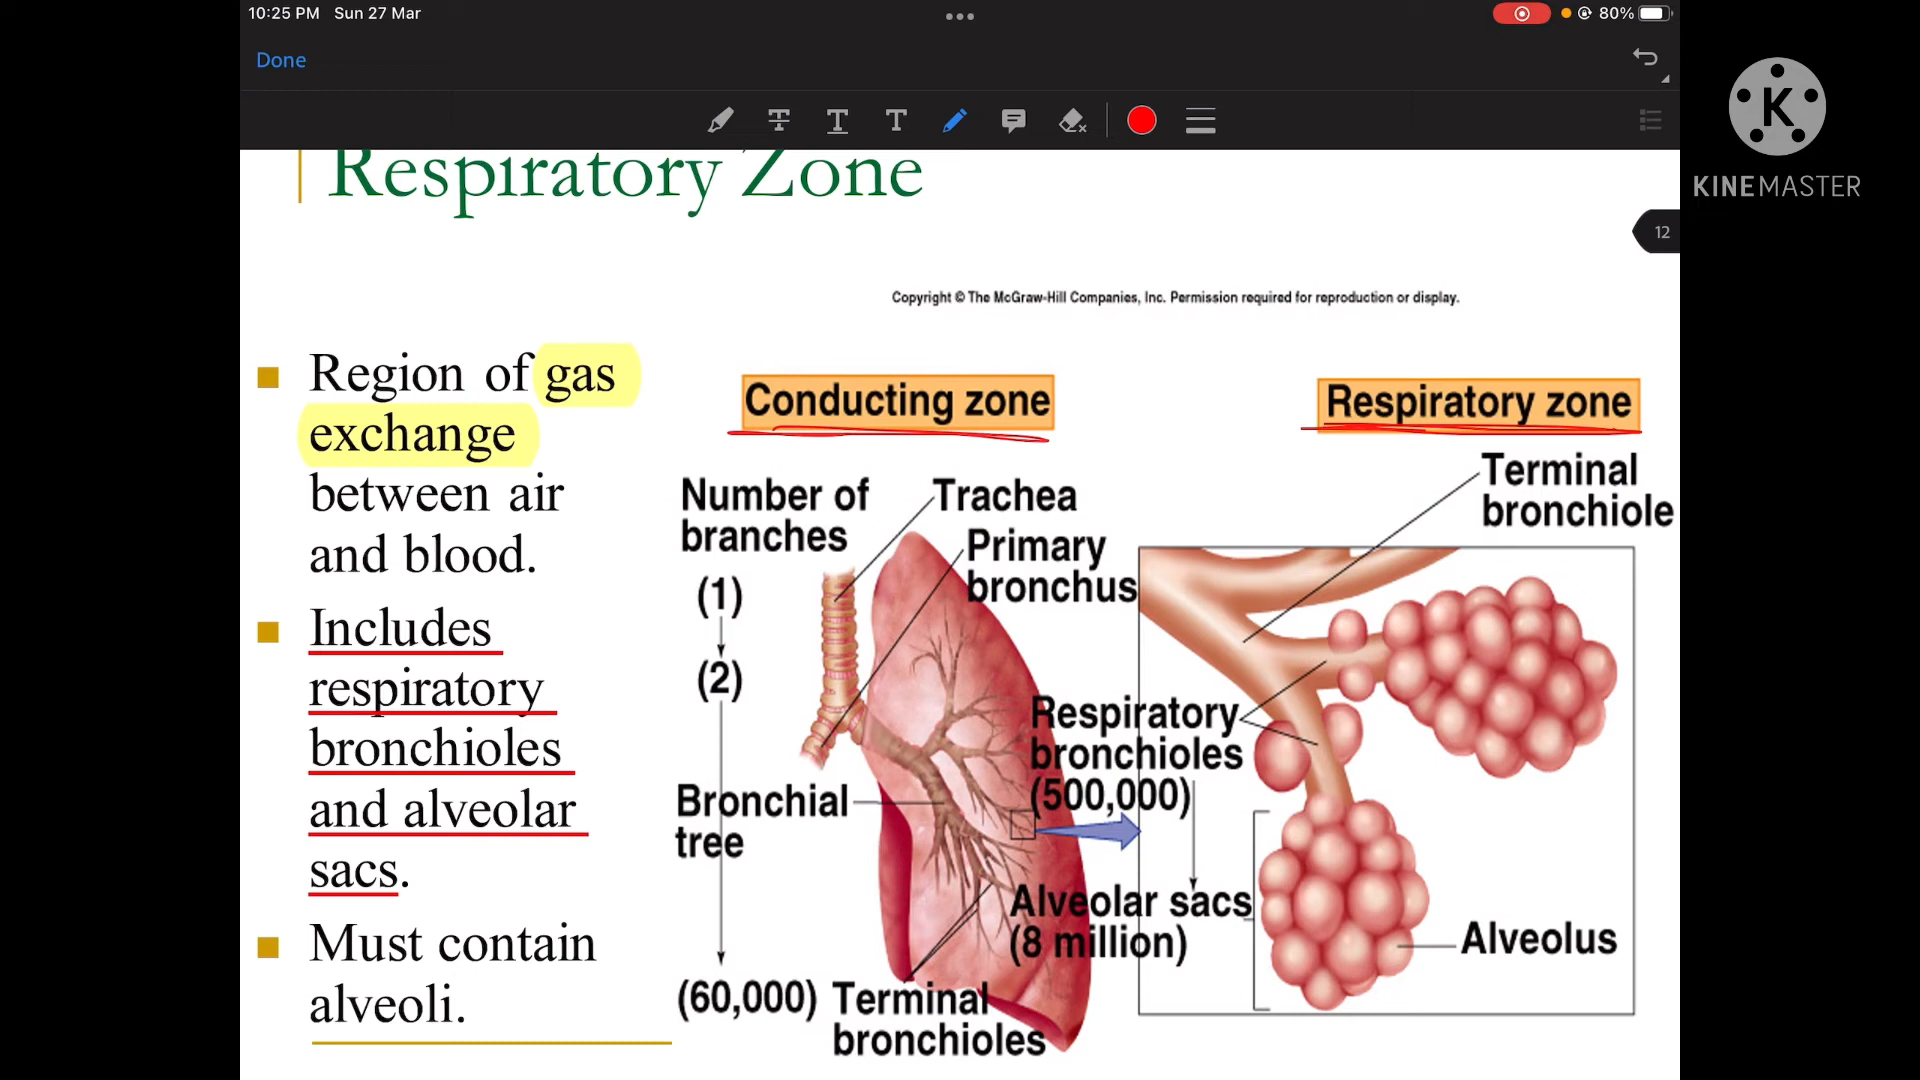 10:25 PM Sun 27 Mar
80%
Done
T T T
K
KINEMASTER
Respiratory Zone
12
Copyright © The McGraw-Hill Companies, Inc. Permission required for reproduction or display.
Region of gas
exchange
between air
and blood.
Includes
respiratory
bronchioles
and alveolar
sacs.
Must contain
alveoli.
Conducting zone
Number of
branches
Trachea
Primary
bronchus
(1)
(2)
Bronchial
tree
(60,000) Terminal
bronchioles
Respiratory zone
Terminal
bronchiole
Respiratory
bronchioles
(500,000)
Alveolar sacs
(8 million)
Alveolus